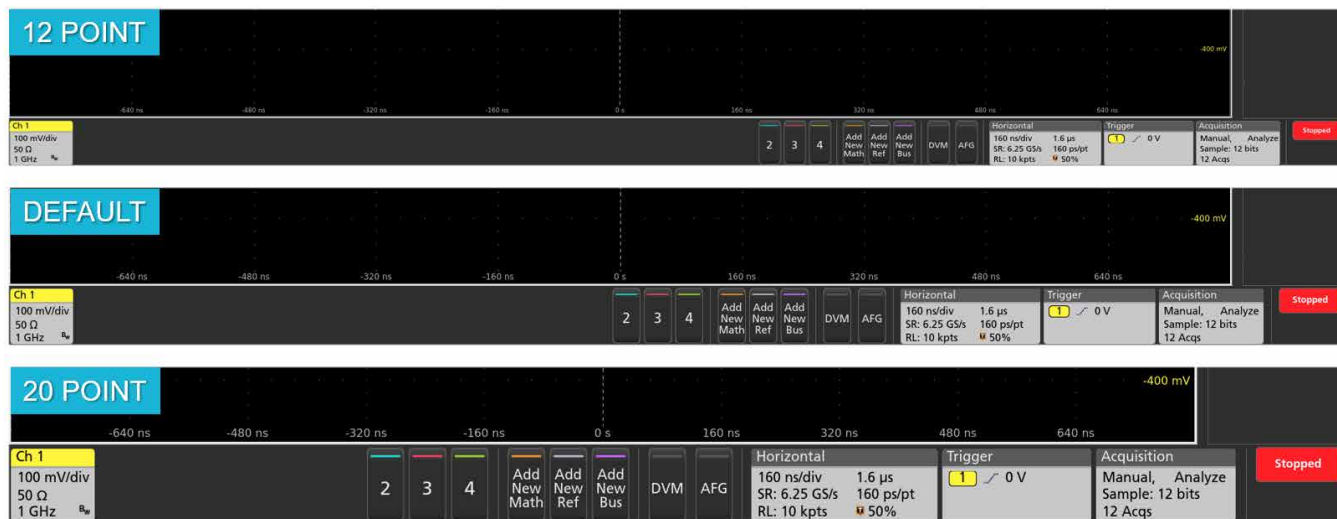 12 POINT
-400 mV
-640 ns -480 ns -320 ns -160 ns 0 s 160 ns 320 ns 480 ns 640 ns
Ch 1 Horizontal Trigger Acquisition Stopped
100 mV/div 2 3 4 Add New Math Add New Ref Add New Bus DVM AFG 160 ns/div 1.6 µs 1 0 V Manual, Analyze
50 Ω SR: 6.25 GS/s 160 ps/pt Sample: 12 bits
1 GHz Bw RL: 10 kpts 50% 12 Acqs
DEFAULT
-400 mV
-640 ns -480 ns -320 ns -160 ns 0 s 160 ns 320 ns 480 ns 640 ns
Ch 1 Horizontal Trigger Acquisition Stopped
100 mV/div 2 3 4 Add New Math Add New Ref Add New Bus DVM AFG 160 ns/div 1.6 µs 1 0 V Manual, Analyze
50 Ω SR: 6.25 GS/s 160 ps/pt Sample: 12 bits
1 GHz Bw RL: 10 kpts 50% 12 Acqs
20 POINT
-400 mV
-640 ns -480 ns -320 ns -160 ns 0 s 160 ns 320 ns 480 ns 640 ns
Ch 1 Horizontal Trigger Acquisition Stopped
100 mV/div 2 3 4 Add New Math Add New Ref Add New Bus DVM AFG 160 ns/div 1.6 µs 1 0 V Manual, Analyze
50 Ω SR: 6.25 GS/s 160 ps/pt Sample: 12 bits
1 GHz Bw RL: 10 kpts 50% 12 Acqs